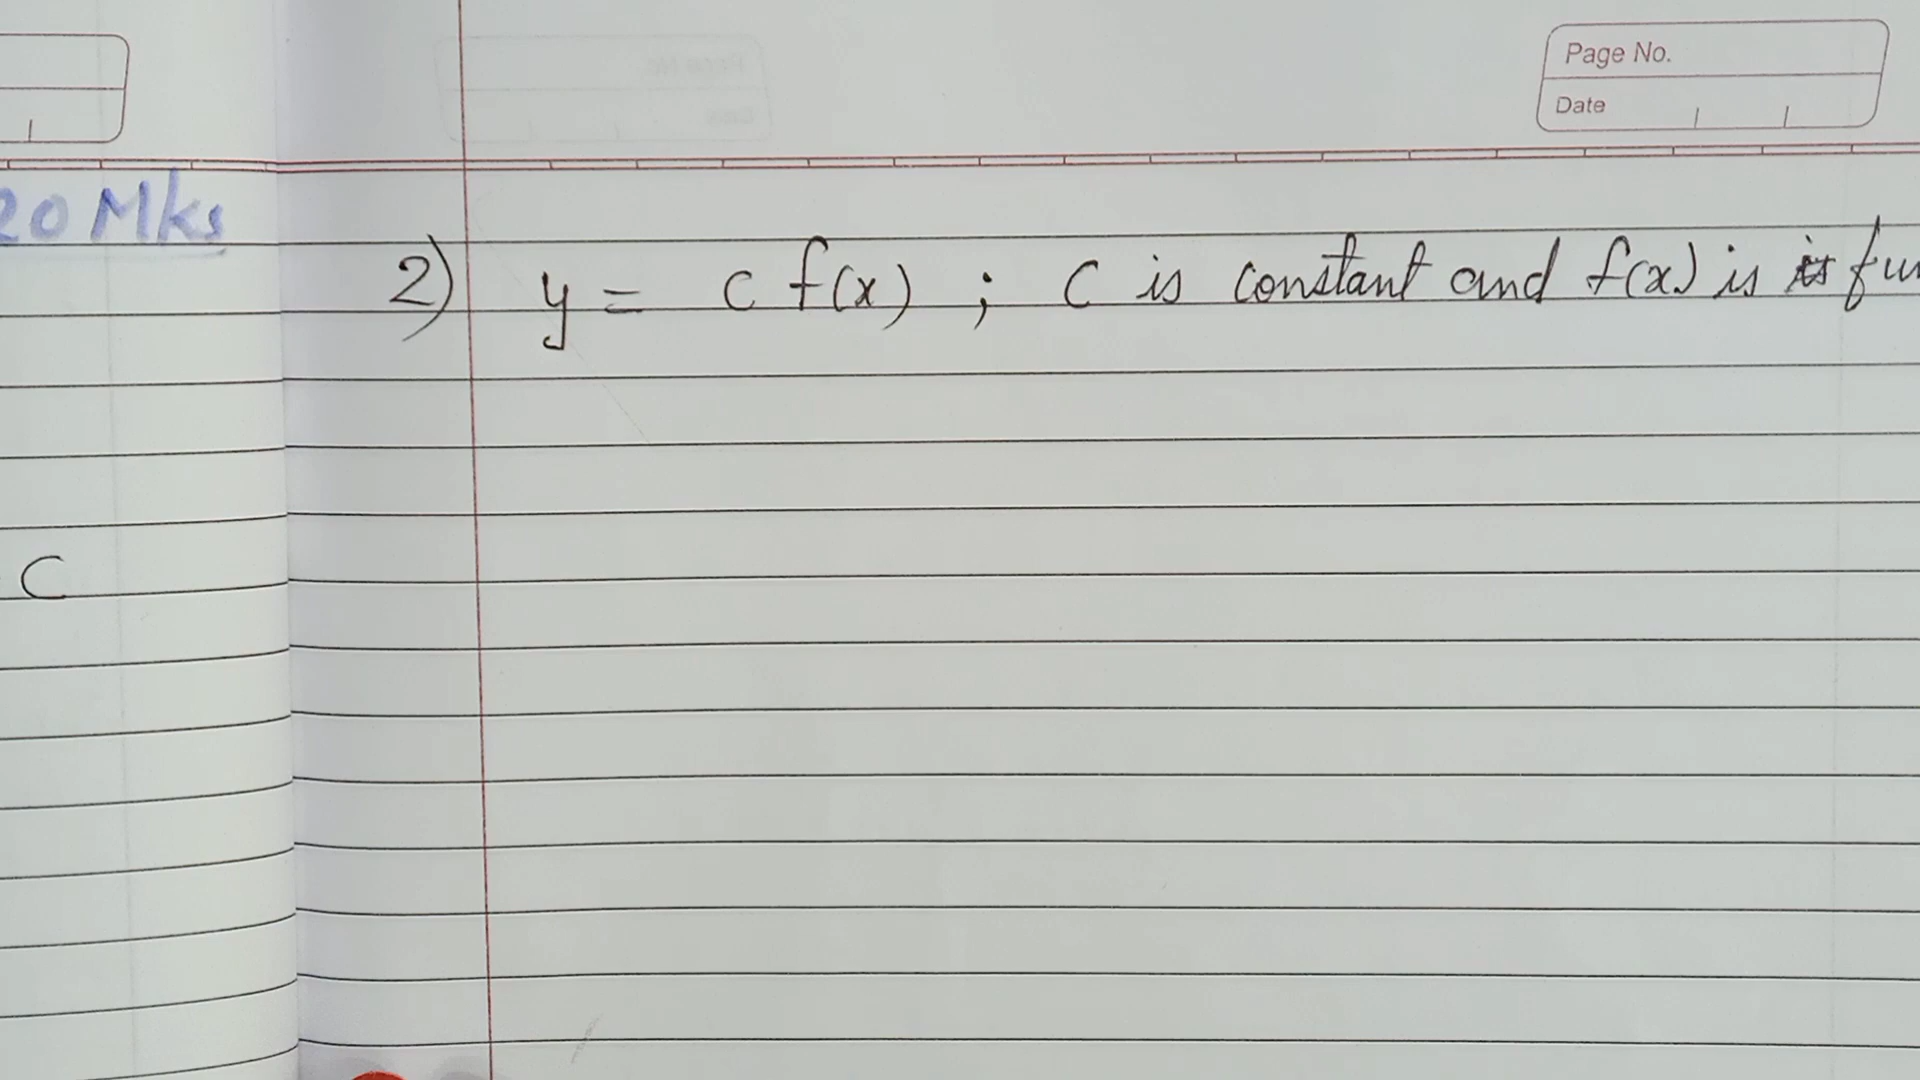 Page No.
Date
20 Mks
2) y = c f(x) ; C is constant and f(x) is
C